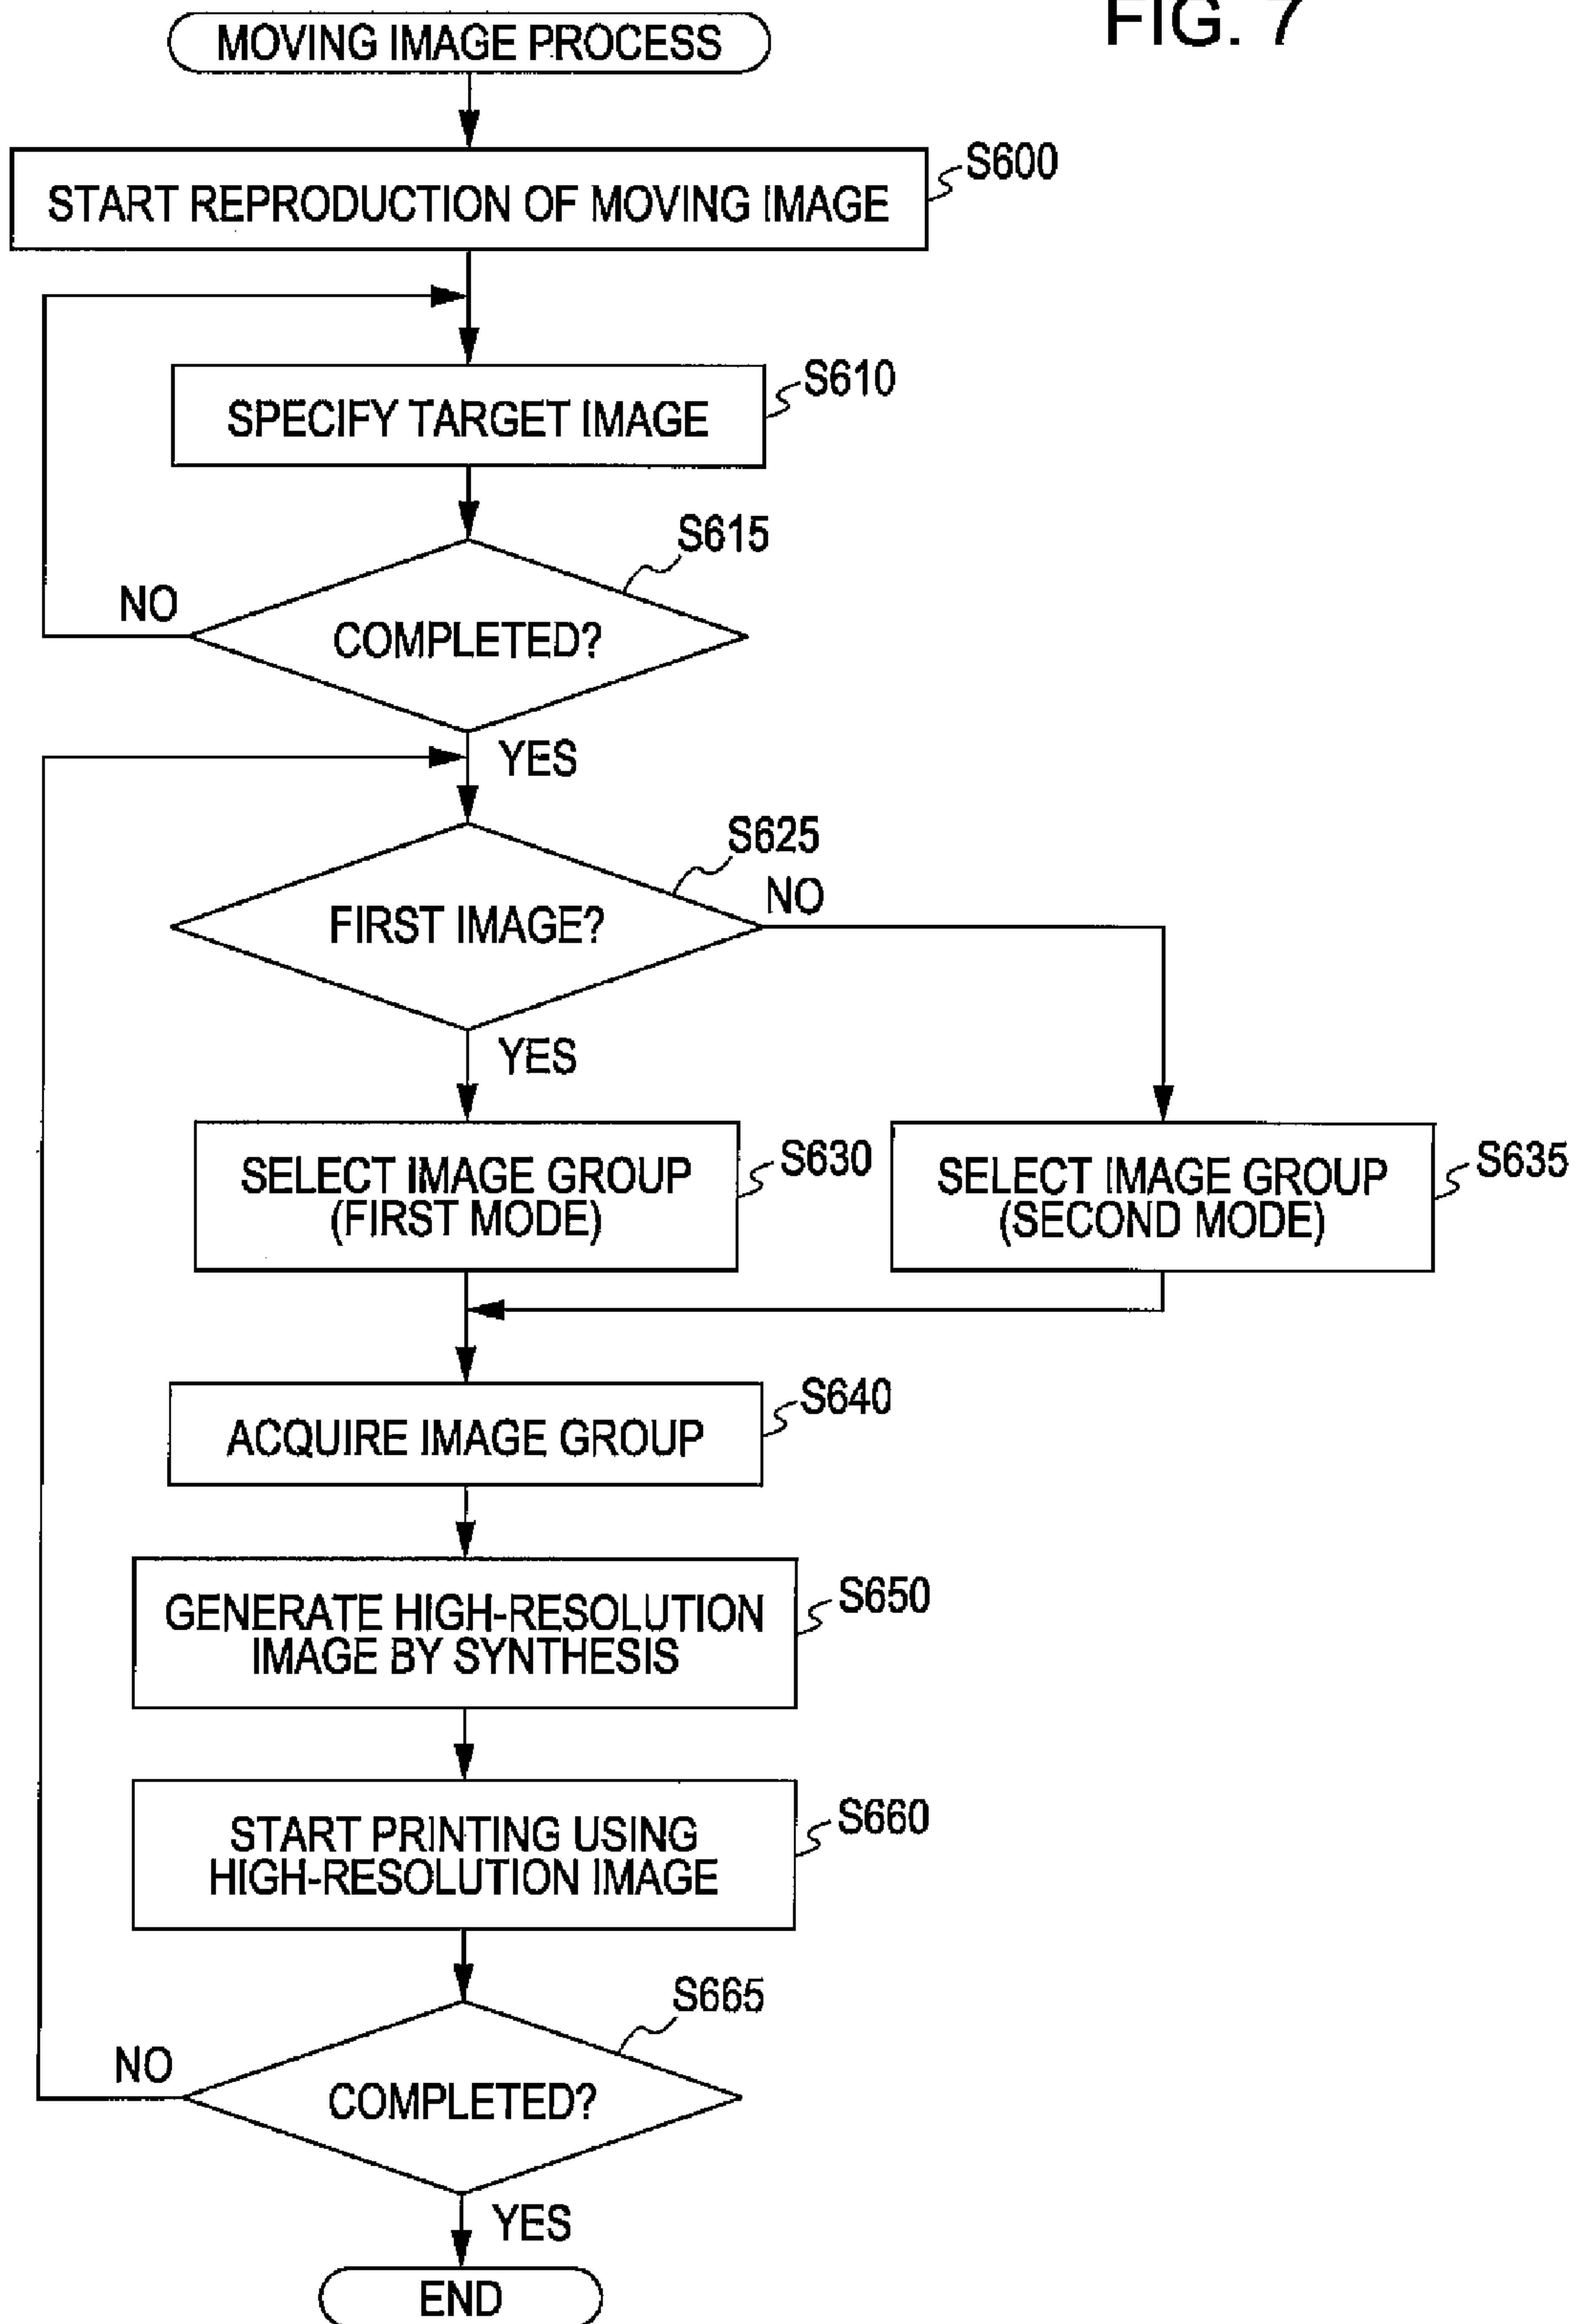 FIG. 7
MOVING IMAGE PROCESS
S600
START REPRODUCTION OF MOVING IMAGE
S610
SPECIFY TARGET IMAGE
S615
NO
COMPLETED?
YES
S625
NO
FIRST IMAGE?
YES
S630
SELECT IMAGE GROUP
(FIRST MODE)
S635
SELECT IMAGE GROUP
(SECOND MODE)
S640
ACQUIRE IMAGE GROUP
S650
GENERATE HIGH-RESOLUTION
IMAGE BY SYNTHESIS
S660
START PRINTING USING
HIGH-RESOLUTION IMAGE
S665
NO
COMPLETED?
YES
END